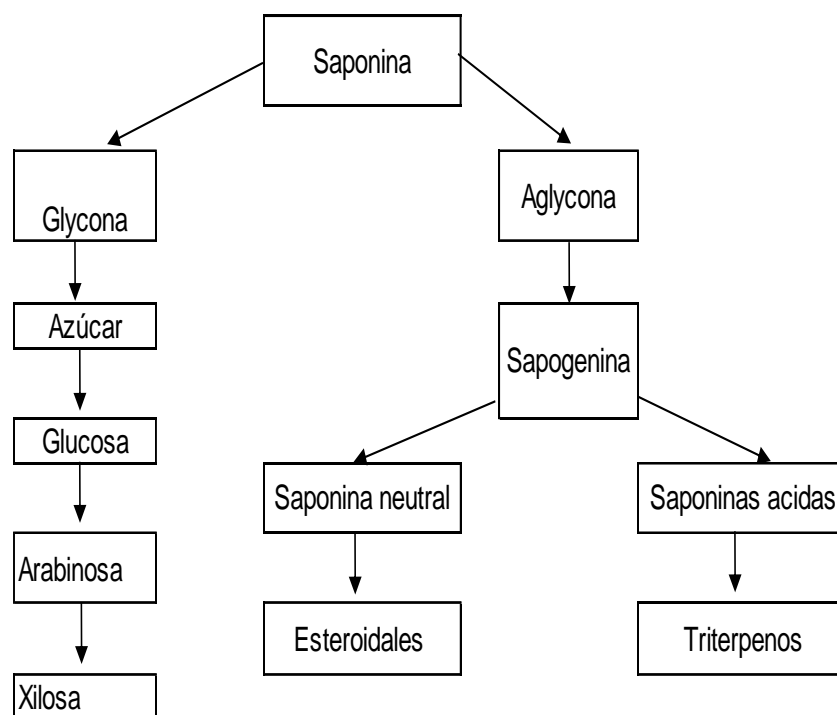 Saponina
Glycona
Aglycona
Azúcar
Sapogenina
Glucosa
Saponina neutral
Saponinas acidas
Arabinosa
Esteroidales
Triterpenos
Xilosa